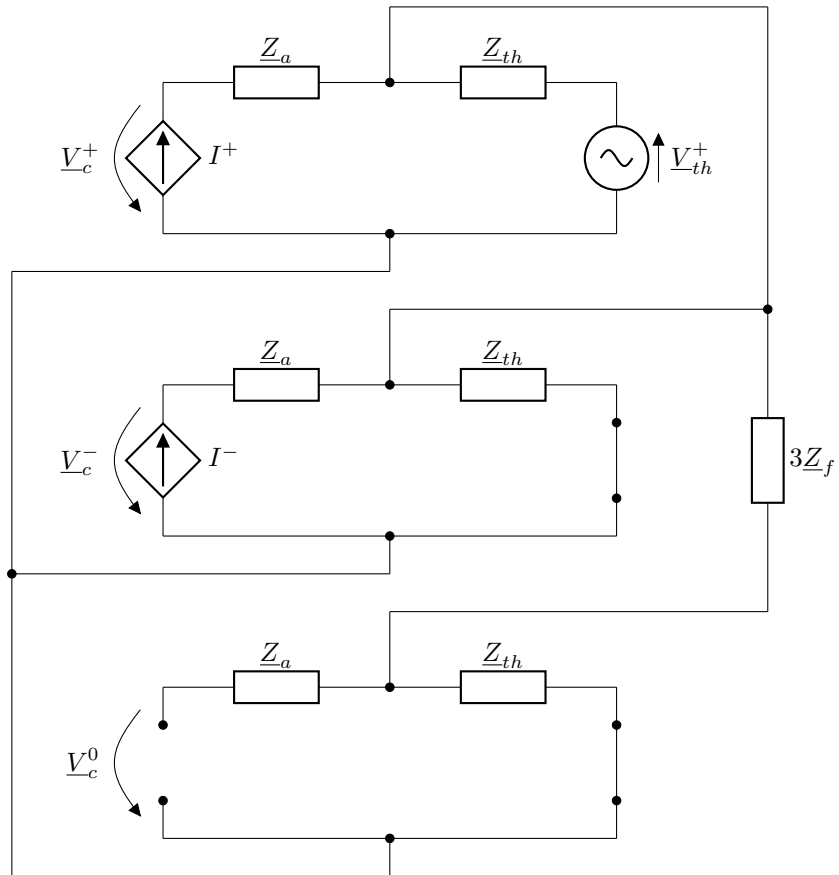 Z_a
Z_th
V_c^+
I^+
V_th^+
Z_a
Z_th
V_c^-
I^-
3Z_f
Z_a
Z_th
V_c^0